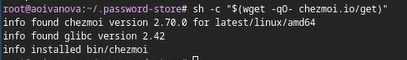 root@aoivanova:~/.password-store# sh -c "$(wget -qO- chezmoi.io/get)"
info found chezmoi version 2.70.0 for latest/linux/amd64
info found glibc version 2.42
info installed bin/chezmoi